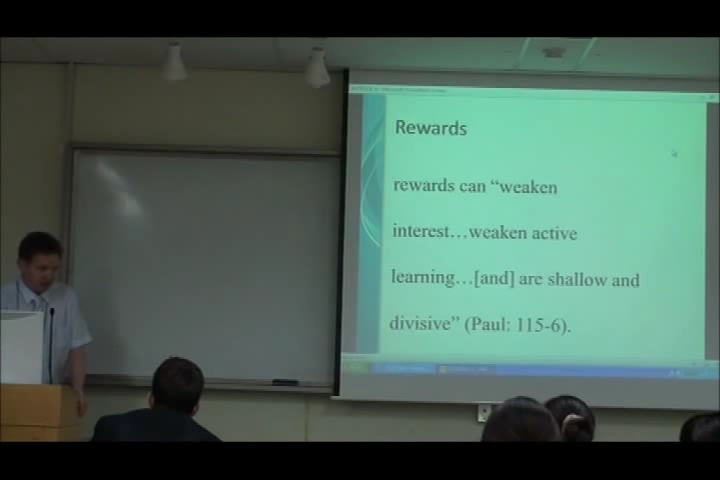 Rewards
rewards can “weaken
interest…weaken active
learning…[and] are shallow and
divisive” (Paul: 115-6).